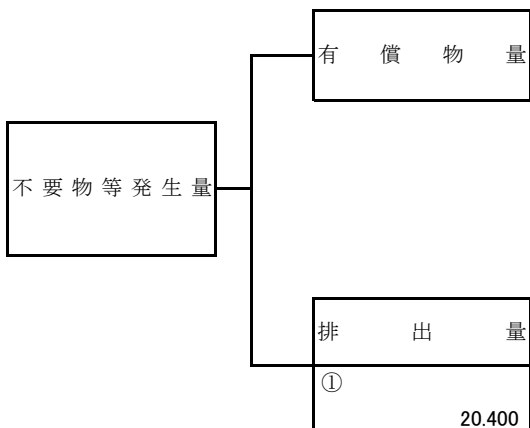 有償物量
不要物等発生量
排出量
①
20.400